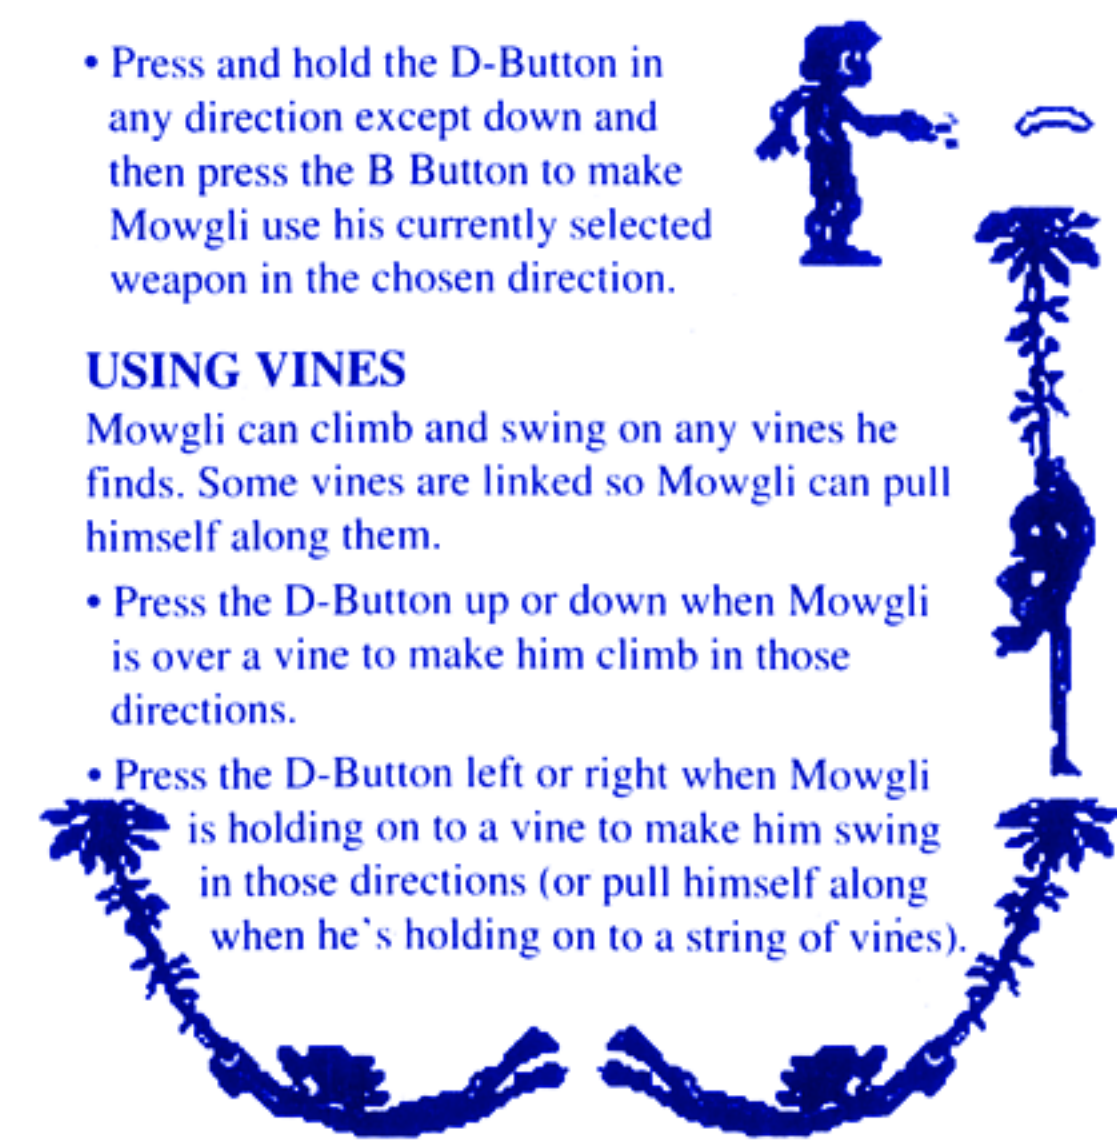 • Press and hold the D-Button in
any direction except down and
then press the B Button to make
Mowgli use his currently selected
weapon in the chosen direction.
USING VINES
Mowgli can climb and swing on any vines he
finds. Some vines are linked so Mowgli can pull
himself along them.
• Press the D-Button up or down when Mowgli
is over a vine to make him climb in those
directions.
• Press the D-Button left or right when Mowgli
is holding on to a vine to make him swing
in those directions (or pull himself along
when he's holding on to a string of vines).